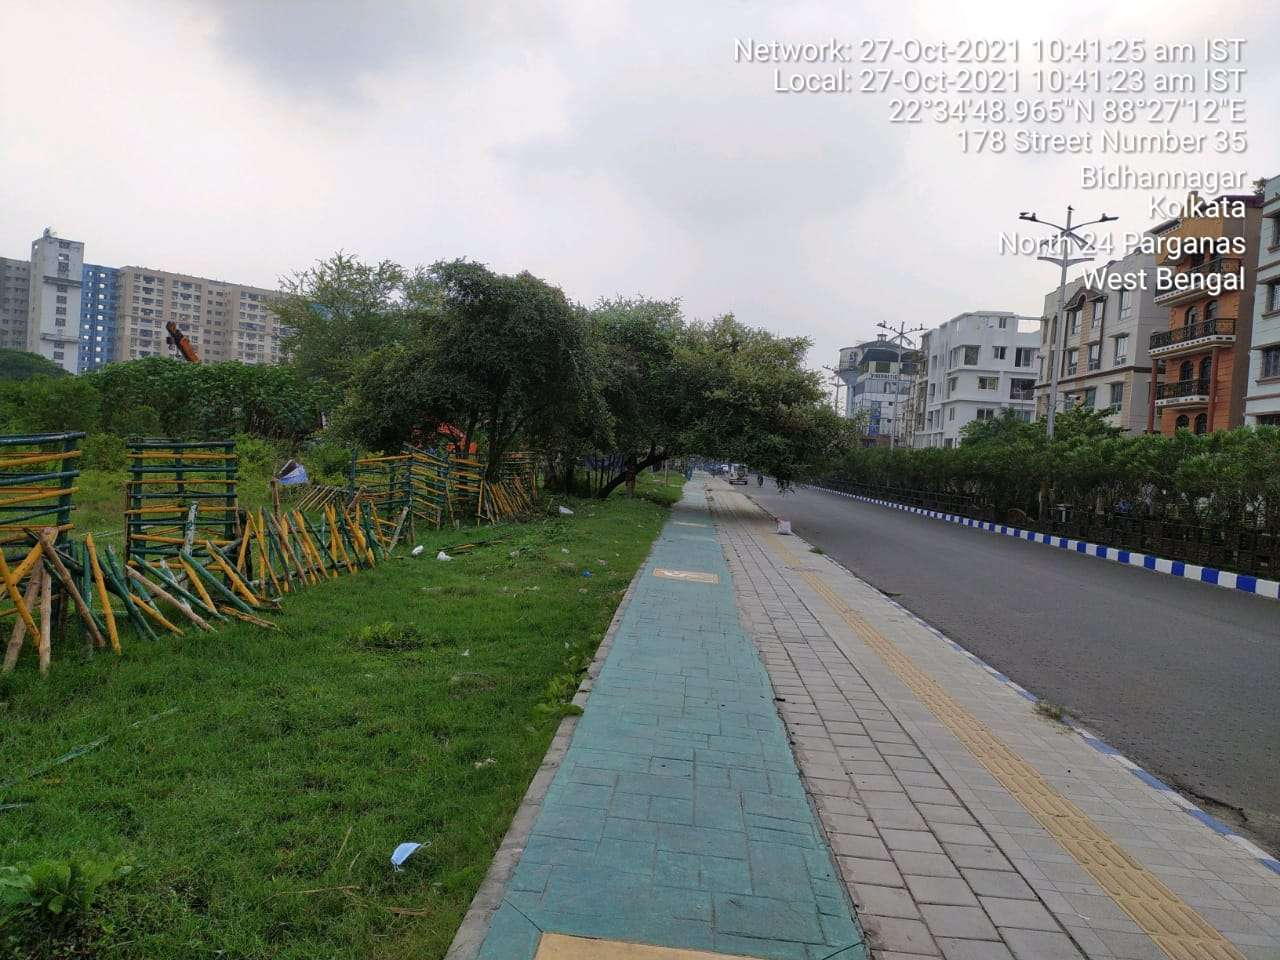 Network: 27-Oct-2021 10:41:25 am IST
Local: 27-Oct-2021 10:41:23 am IST
22°34'48.965"N 88°27'12"E
178 Street Number 35
Bidhannagar
Kolkata
North 24 Parganas
West Bengal